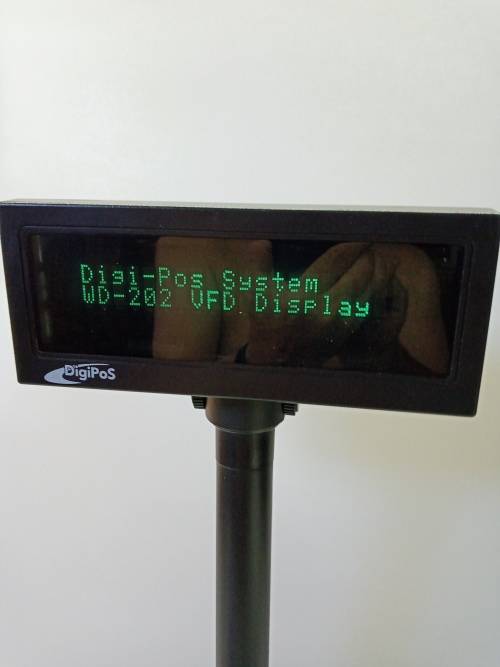 Digi-Pos System
WD-202 VFD Display
DigiPoS